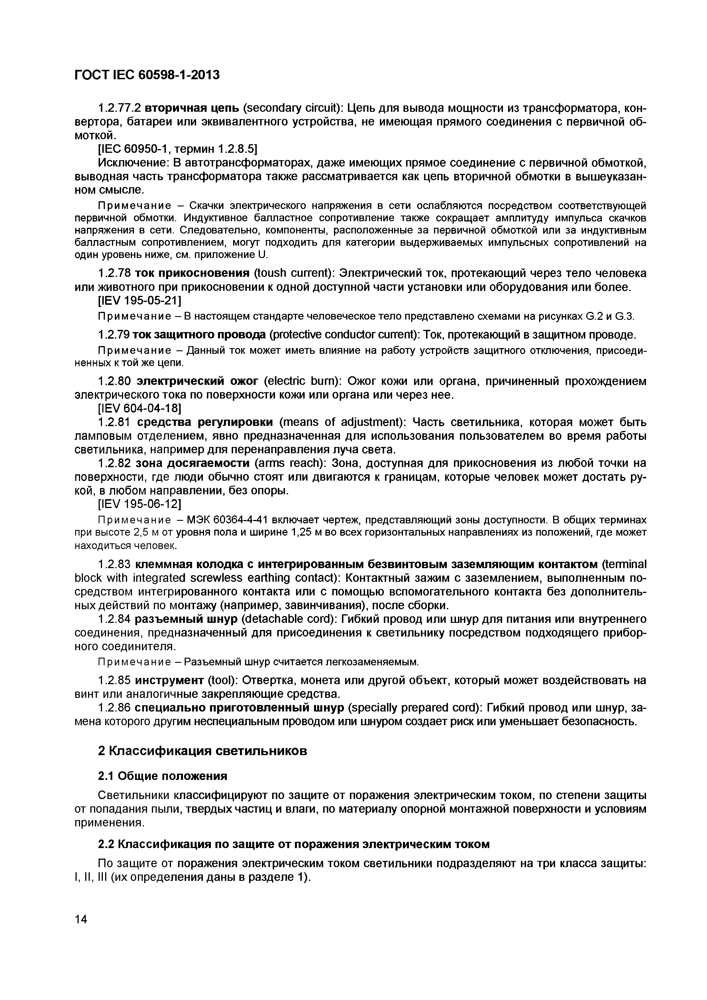 ГОСТ IEC 60598-1-2013
1.2.77.2 вторичная цепь (secondary circuit): Цепь для вывода мощности из трансформатора, кон-
вертора, батареи или эквивалентного устройства, не имеющая прямого соединения с первичной об-
моткой.
[IEC 60950-1, термин 1.2.8.5]
Исключение: В автотрансформаторах, даже имеющих прямое соединение с первичной обмоткой,
выводная часть трансформатора также рассматривается как цепь вторичной обмотки в вышеуказан-
ном смысле.
Примечание – Скачки электрического напряжения в сети ослабляются посредством соответствующей
первичной обмотки. Индуктивное балластное сопротивление также сокращает амплитуду импульса скачков
напряжения в сети. Следовательно, компоненты, расположенные за первичной обмоткой или за индуктивным
балластным сопротивлением, могут подходить для категории выдерживаемых импульсных сопротивлений на
один уровень ниже, см. приложение U.
1.2.78 ток прикосновения (toush current): Электрический ток, протекающий через тело человека
или животного при прикосновении к одной доступной части установки или оборудования или более.
[IEV 195-05-21]
Примечание – В настоящем стандарте человеческое тело представлено схемами на рисунках G.2 и G.3.
1.2.79 ток защитного провода (protective conductor current): Ток, протекающий в защитном проводе.
Примечание – Данный ток может иметь влияние на работу устройств защитного отключения, присоеди-
ненных к той же цепи.
1.2.80 электрический ожог (electric burn): Ожог кожи или органа, причиненный прохождением
электрического тока по поверхности кожи или органа или через нее.
[IEV 604-04-18]
1.2.81 средства регулировки (means of adjustment): Часть светильника, которая может быть
ламповым отделением, явно предназначенная для использования пользователем во время работы
светильника, например для перенаправления луча света.
1.2.82 зона досягаемости (arms reach): Зона, доступная для прикосновения из любой точки на
поверхности, где люди обычно стоят или двигаются к границам, которые человек может достать ру-
кой, в любом направлении, без опоры.
[IEV 195-06-12]
Примечание – МЭК 60364-4-41 включает чертеж, представляющий зоны доступности. В общих терминах
при высоте 2,5 м от уровня пола и ширине 1,25 м во всех горизонтальных направлениях из положений, где может
находиться человек.
1.2.83 клеммная колодка с интегрированным безвинтовым заземляющим контактом (terminal
block with integrated screwless earthing contact): Контактный зажим с заземлением, выполненным по-
средством интегрированного контакта или с помощью вспомогательного контакта без дополнитель-
ных действий по монтажу (например, завинчивания), после сборки.
1.2.84 разъемный шнур (detachable cord): Гибкий провод или шнур для питания или внутреннего
соединения, предназначенный для присоединения к светильнику посредством подходящего прибор-
ного соединителя.
Примечание – Разъемный шнур считается легкозаменяемым.
1.2.85 инструмент (tool): Отвертка, монета или другой объект, который может воздействовать на
винт или аналогичные закрепляющие средства.
1.2.86 специально приготовленный шнур (specially prepared cord): Гибкий провод или шнур, за-
мена которого другим неспециальным проводом или шнуром создает риск или уменьшает безопасность.
2 Классификация светильников
2.1 Общие положения
Светильники классифицируют по защите от поражения электрическим током, по степени защиты
от попадания пыли, твердых частиц и влаги, по материалу опорной монтажной поверхности и условиям
применения.
2.2 Классификация по защите от поражения электрическим током
По защите от поражения электрическим током светильники подразделяют на три класса защиты:
I, II, III (их определения даны в разделе 1).
14